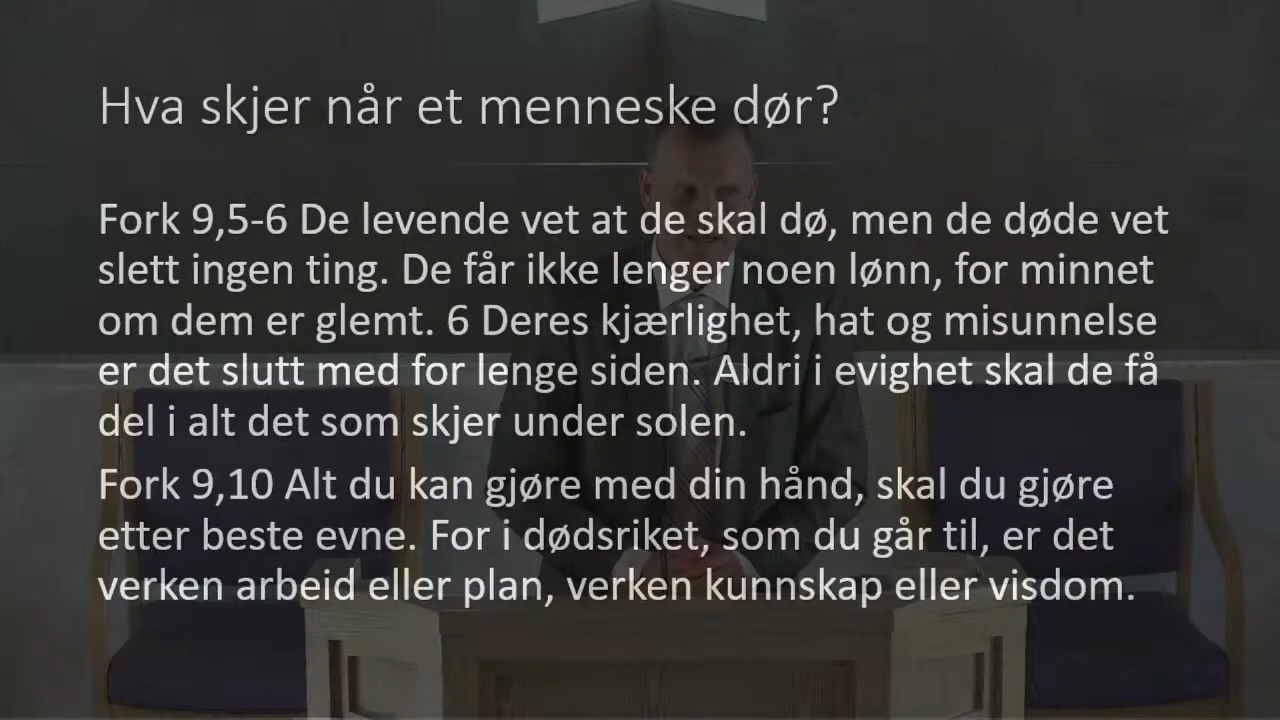 Hva skjer når et menneske dør?
Fork 9,5-6 De levende vet at de skal dø, men de døde vet
slett ingen ting. De får ikke lenger noen lønn, for minnet
om dem er glemt. 6 Deres kjærlighet, hat og misunnelse
er det slutt med for lenge siden. Aldri i evighet skal de få
del i alt det som skjer under solen.
Fork 9,10 Alt du kan gjøre med din hånd, skal du gjøre
etter beste evne. For i dødsriket, som du går til, er det
verken arbeid eller plan, verken kunnskap eller visdom.